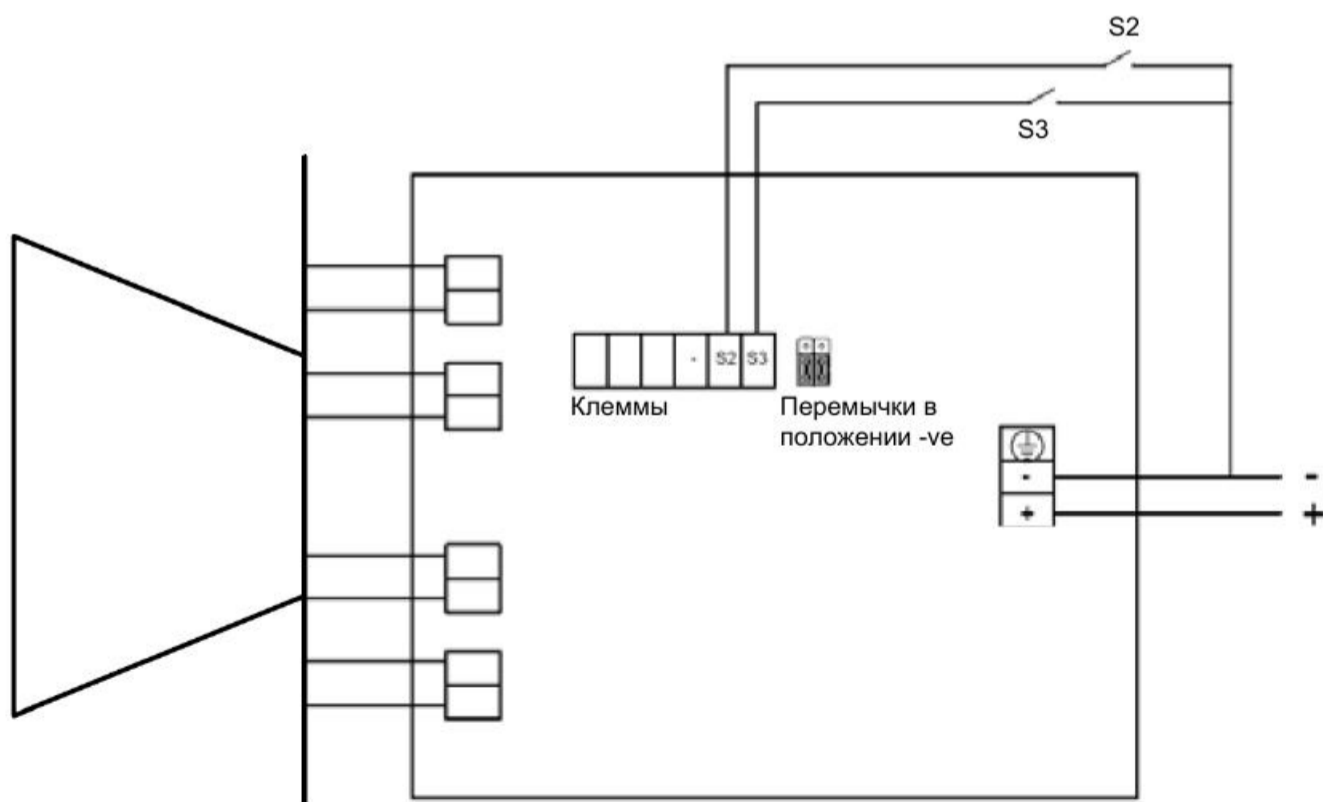 S2
S3
- S2 S3
Клеммы
Перемычки в
положении -ve
- -
+ +